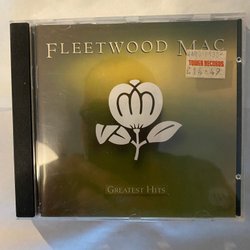 FLEETWOOD MAC
TOWER RECORDS
GREATEST HITS